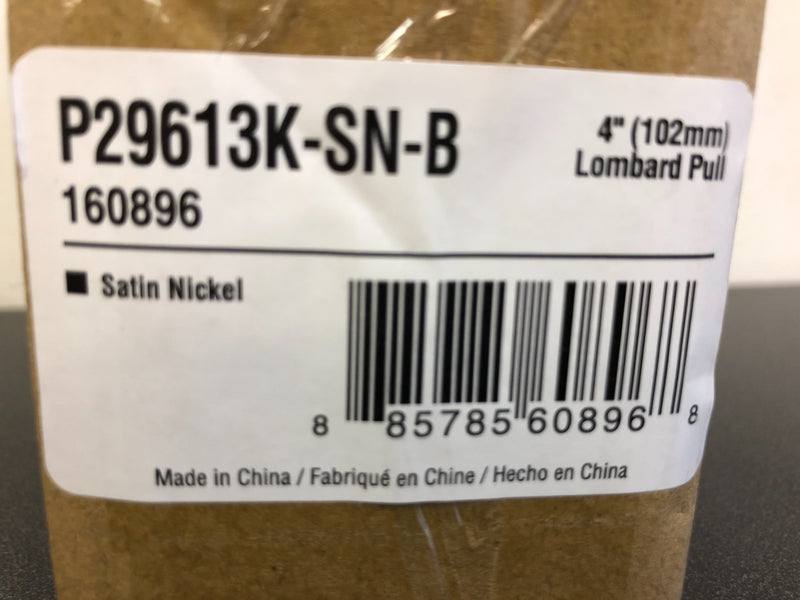 P29613K-SN-B
4" (102mm)
Lombard Pull
160896
Satin Nickel
8 85785 60896 8
Made in China / Fabriqué en Chine / Hecho en China